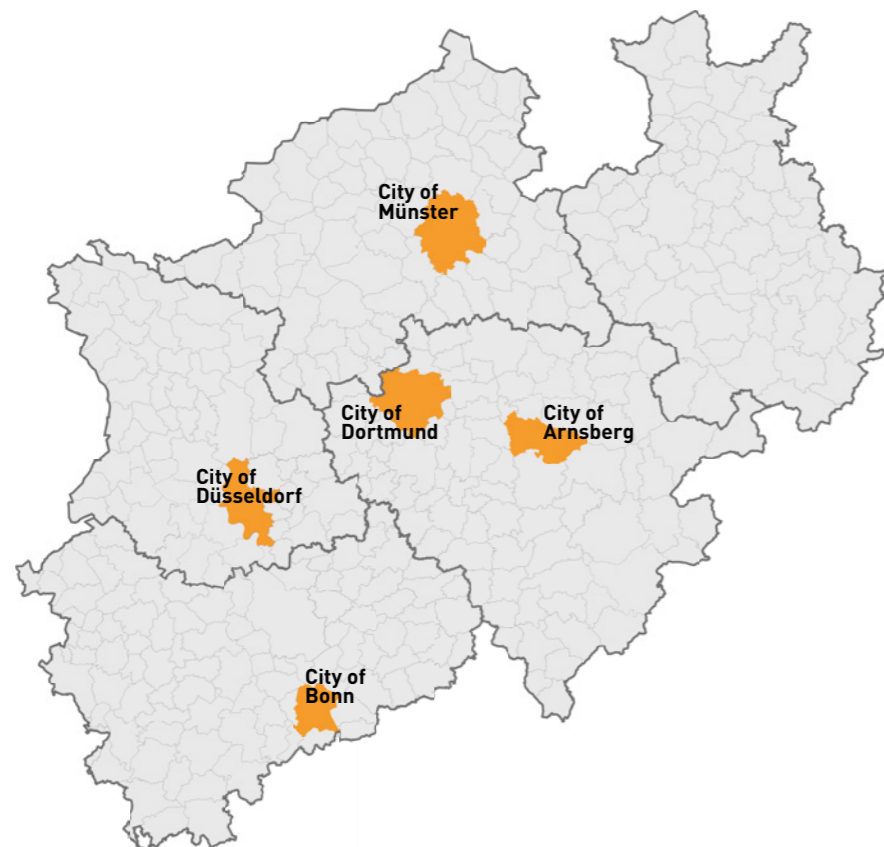 City of
Münster
City of
Dortmund
City of
Arnsberg
City of
Düsseldorf
City of
Bonn